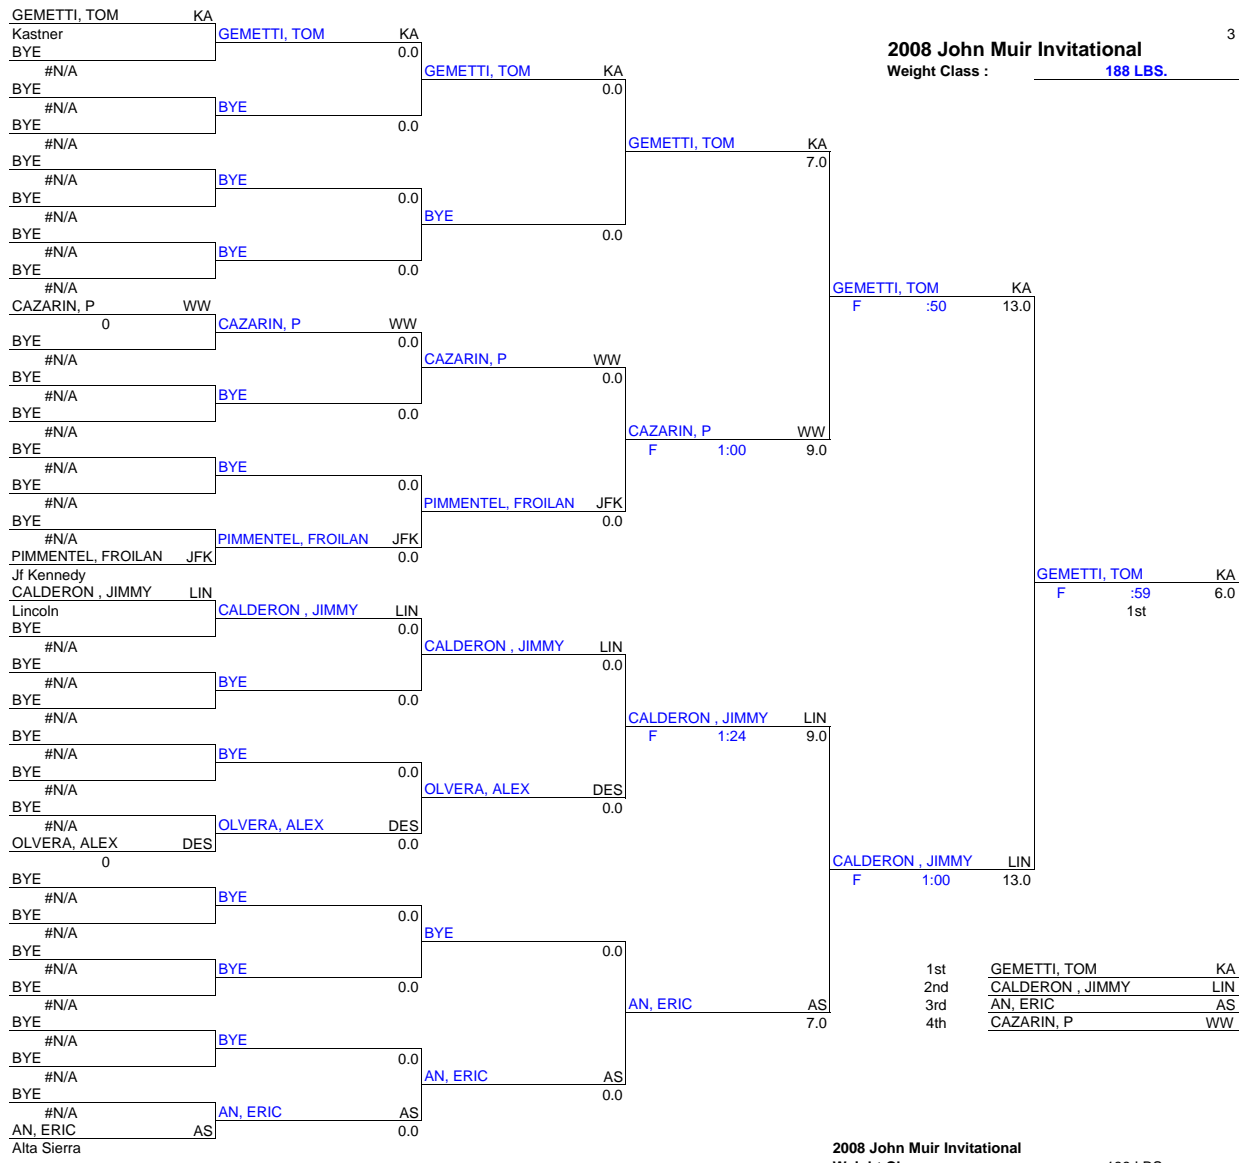 3
2008 John Muir Invitational
Weight Class : 188 LBS.
GEMETTI, TOM KA
Kastner
BYE
#N/A
BYE
#N/A
BYE
#N/A
BYE
#N/A
BYE
#N/A
BYE
#N/A
BYE
#N/A
CAZARIN, P WW
0
BYE
#N/A
BYE
#N/A
BYE
#N/A
BYE
#N/A
BYE
#N/A
BYE
#N/A
PIMMENTEL, FROILAN JFK
Jf Kennedy
CALDERON , JIMMY LIN
Lincoln
BYE
#N/A
BYE
#N/A
BYE
#N/A
BYE
#N/A
BYE
#N/A
BYE
#N/A
OLVERA, ALEX DES
0
BYE
#N/A
BYE
#N/A
BYE
#N/A
BYE
#N/A
BYE
#N/A
BYE
#N/A
BYE
#N/A
AN, ERIC AS
Alta Sierra
GEMETTI, TOM KA
0.0
BYE
0.0
BYE
0.0
BYE
0.0
CAZARIN, P WW
0.0
BYE
0.0
BYE
0.0
PIMMENTEL, FROILAN JFK
0.0
CALDERON , JIMMY LIN
0.0
BYE
0.0
BYE
0.0
OLVERA, ALEX DES
0.0
BYE
0.0
BYE
0.0
BYE
0.0
AN, ERIC AS
0.0
GEMETTI, TOM KA
0.0
BYE
0.0
CAZARIN, P WW
0.0
PIMMENTEL, FROILAN JFK
0.0
CALDERON , JIMMY LIN
0.0
OLVERA, ALEX DES
0.0
BYE
0.0
AN, ERIC AS
0.0
GEMETTI, TOM KA
7.0
CAZARIN, P WW
F 1:00 9.0
CALDERON , JIMMY LIN
F 1:24 9.0
AN, ERIC AS
7.0
GEMETTI, TOM KA
F :50 13.0
CALDERON , JIMMY LIN
F 1:00 13.0
GEMETTI, TOM KA
F :59 6.0
1st
1st GEMETTI, TOM KA
2nd CALDERON , JIMMY LIN
3rd AN, ERIC AS
4th CAZARIN, P WW
2008 John Muir Invitational